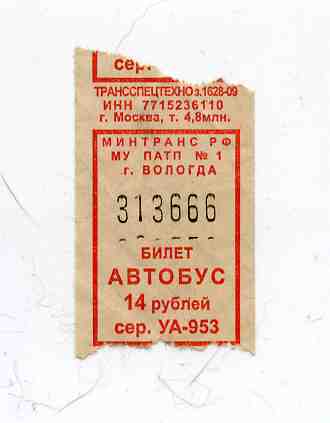 сер.
ТРАНССПЕЦТЕХНО з.1628-09
ИНН 7715236110
г. Москва, т. 4,8млн.
МИНТРАНС РФ
МУ ПАТП № 1
г. ВОЛОГДА
313666
БИЛЕТ
АВТОБУС
14 рублей
сер. УА-953